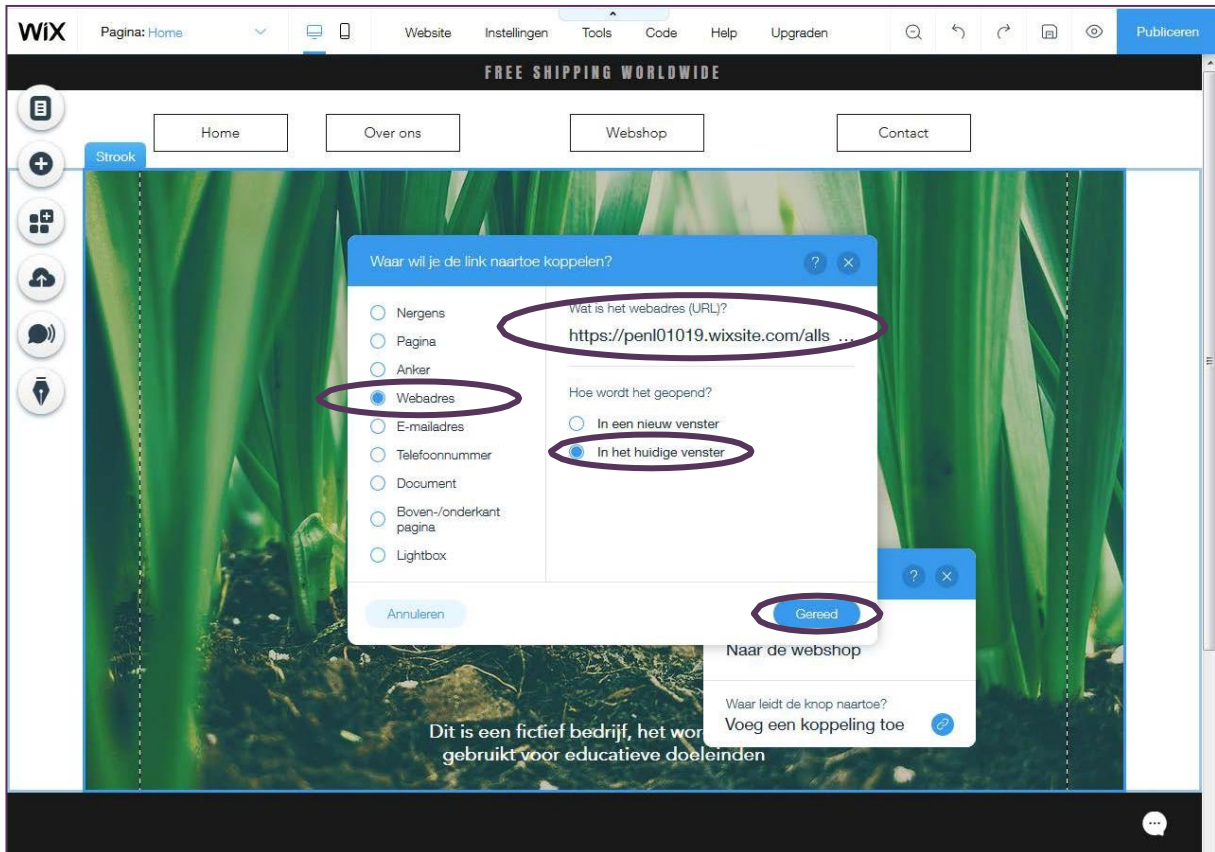 WiX
Pagina: Home
Website
Instellingen
Tools
Code
Help
Upgraden
Publiceren
FREE SHIPPING WORLDWIDE
Home
Over ons
Webshop
Contact
Strook
Waar wil je de link naartoe koppelen?
?
Nergens
Pagina
Anker
Webadres
E-mailadres
Telefoonnummer
Document
Boven-/onderkant
pagina
Lightbox
Wat is het webadres (URL)?
https://penl01019.wixsite.com/alls ...
Hoe wordt het geopend?
In een nieuw venster
In het huidige venster
Annuleren
Gereed
?
Naar de webshop
Waar leidt de knop naartoe?
Voeg een koppeling toe
Dit is een fictief bedrijf, het wor
gebruikt voor educatieve doeleinden